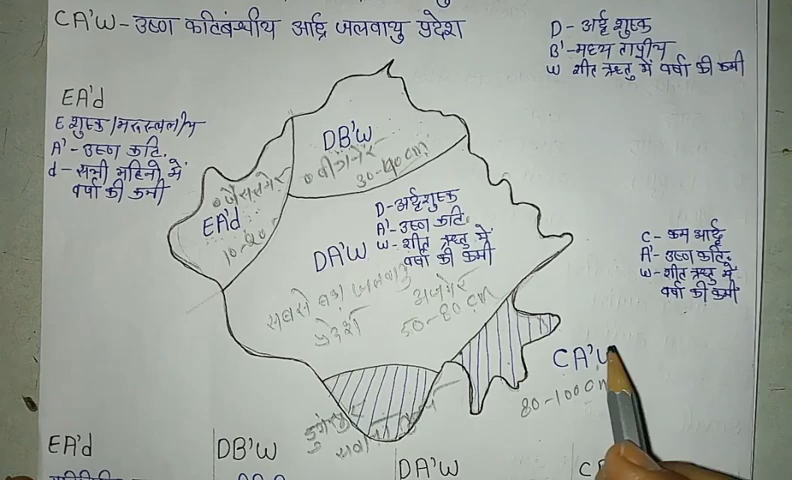 CA'W - उष्ण कटिबंधीय आर्द्र जलवायु प्रदेश
D - अर्द्ध शुष्क
B' - मध्य तापीय
W शीत ऋतु में वर्षा की कमी
EA'd
E शुष्क/मरुस्थलीय
A' - उष्ण कटि.
d - सभी महिनो में
वर्षा की कमी
DB'W
बीकानेर
30-40 cm
जैसलमेर
EA'd
10-20
D - अर्द्धशुष्क
A' - उष्ण कटि.
W - शीत ऋतु में
वर्षा की कमी
DA'W
सबसे बड़ा जलवायु
प्रदेश
अजमेर
50-80 cm
C - कम आर्द्र
A' - उष्ण कटि.
W - शीत ऋतु में
वर्षा की कमी
CA'W
80-100 cm
EA'd
DB'W
DA'W